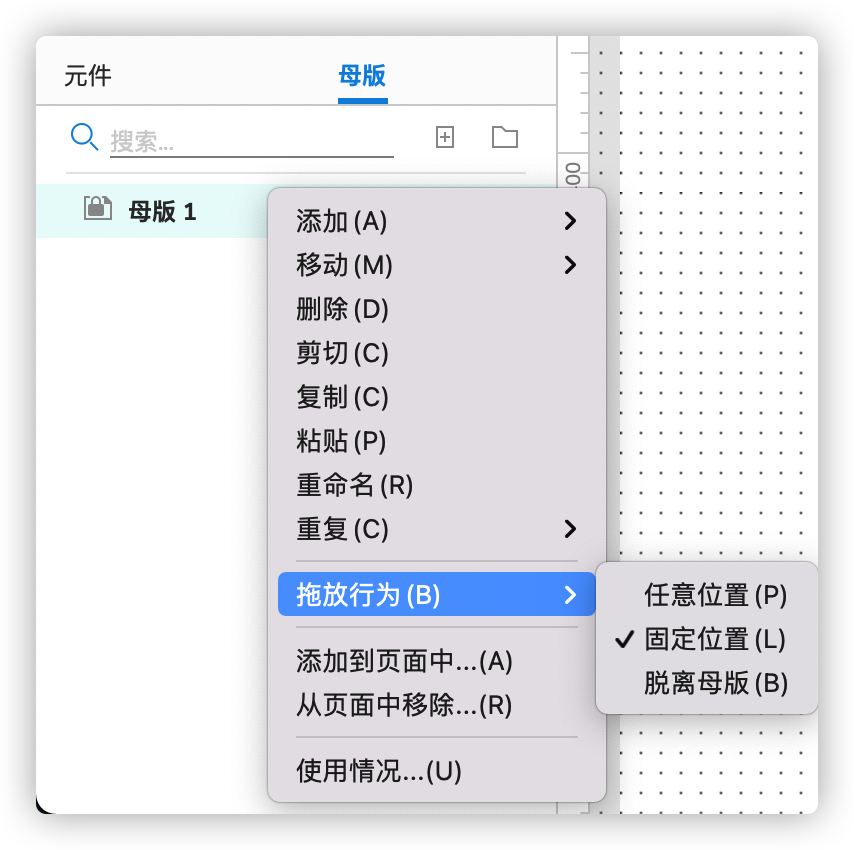 元件
母版
搜索...
00
母版 1
添加(A)
移动(M)
删除(D)
剪切(C)
复制(C)
粘贴(P)
重命名(R)
重复(C)
拖放行为(B)
任意位置(P)
固定位置(L)
脱离母版(B)
添加到页面中...(A)
从页面中移除...(R)
使用情况...(U)